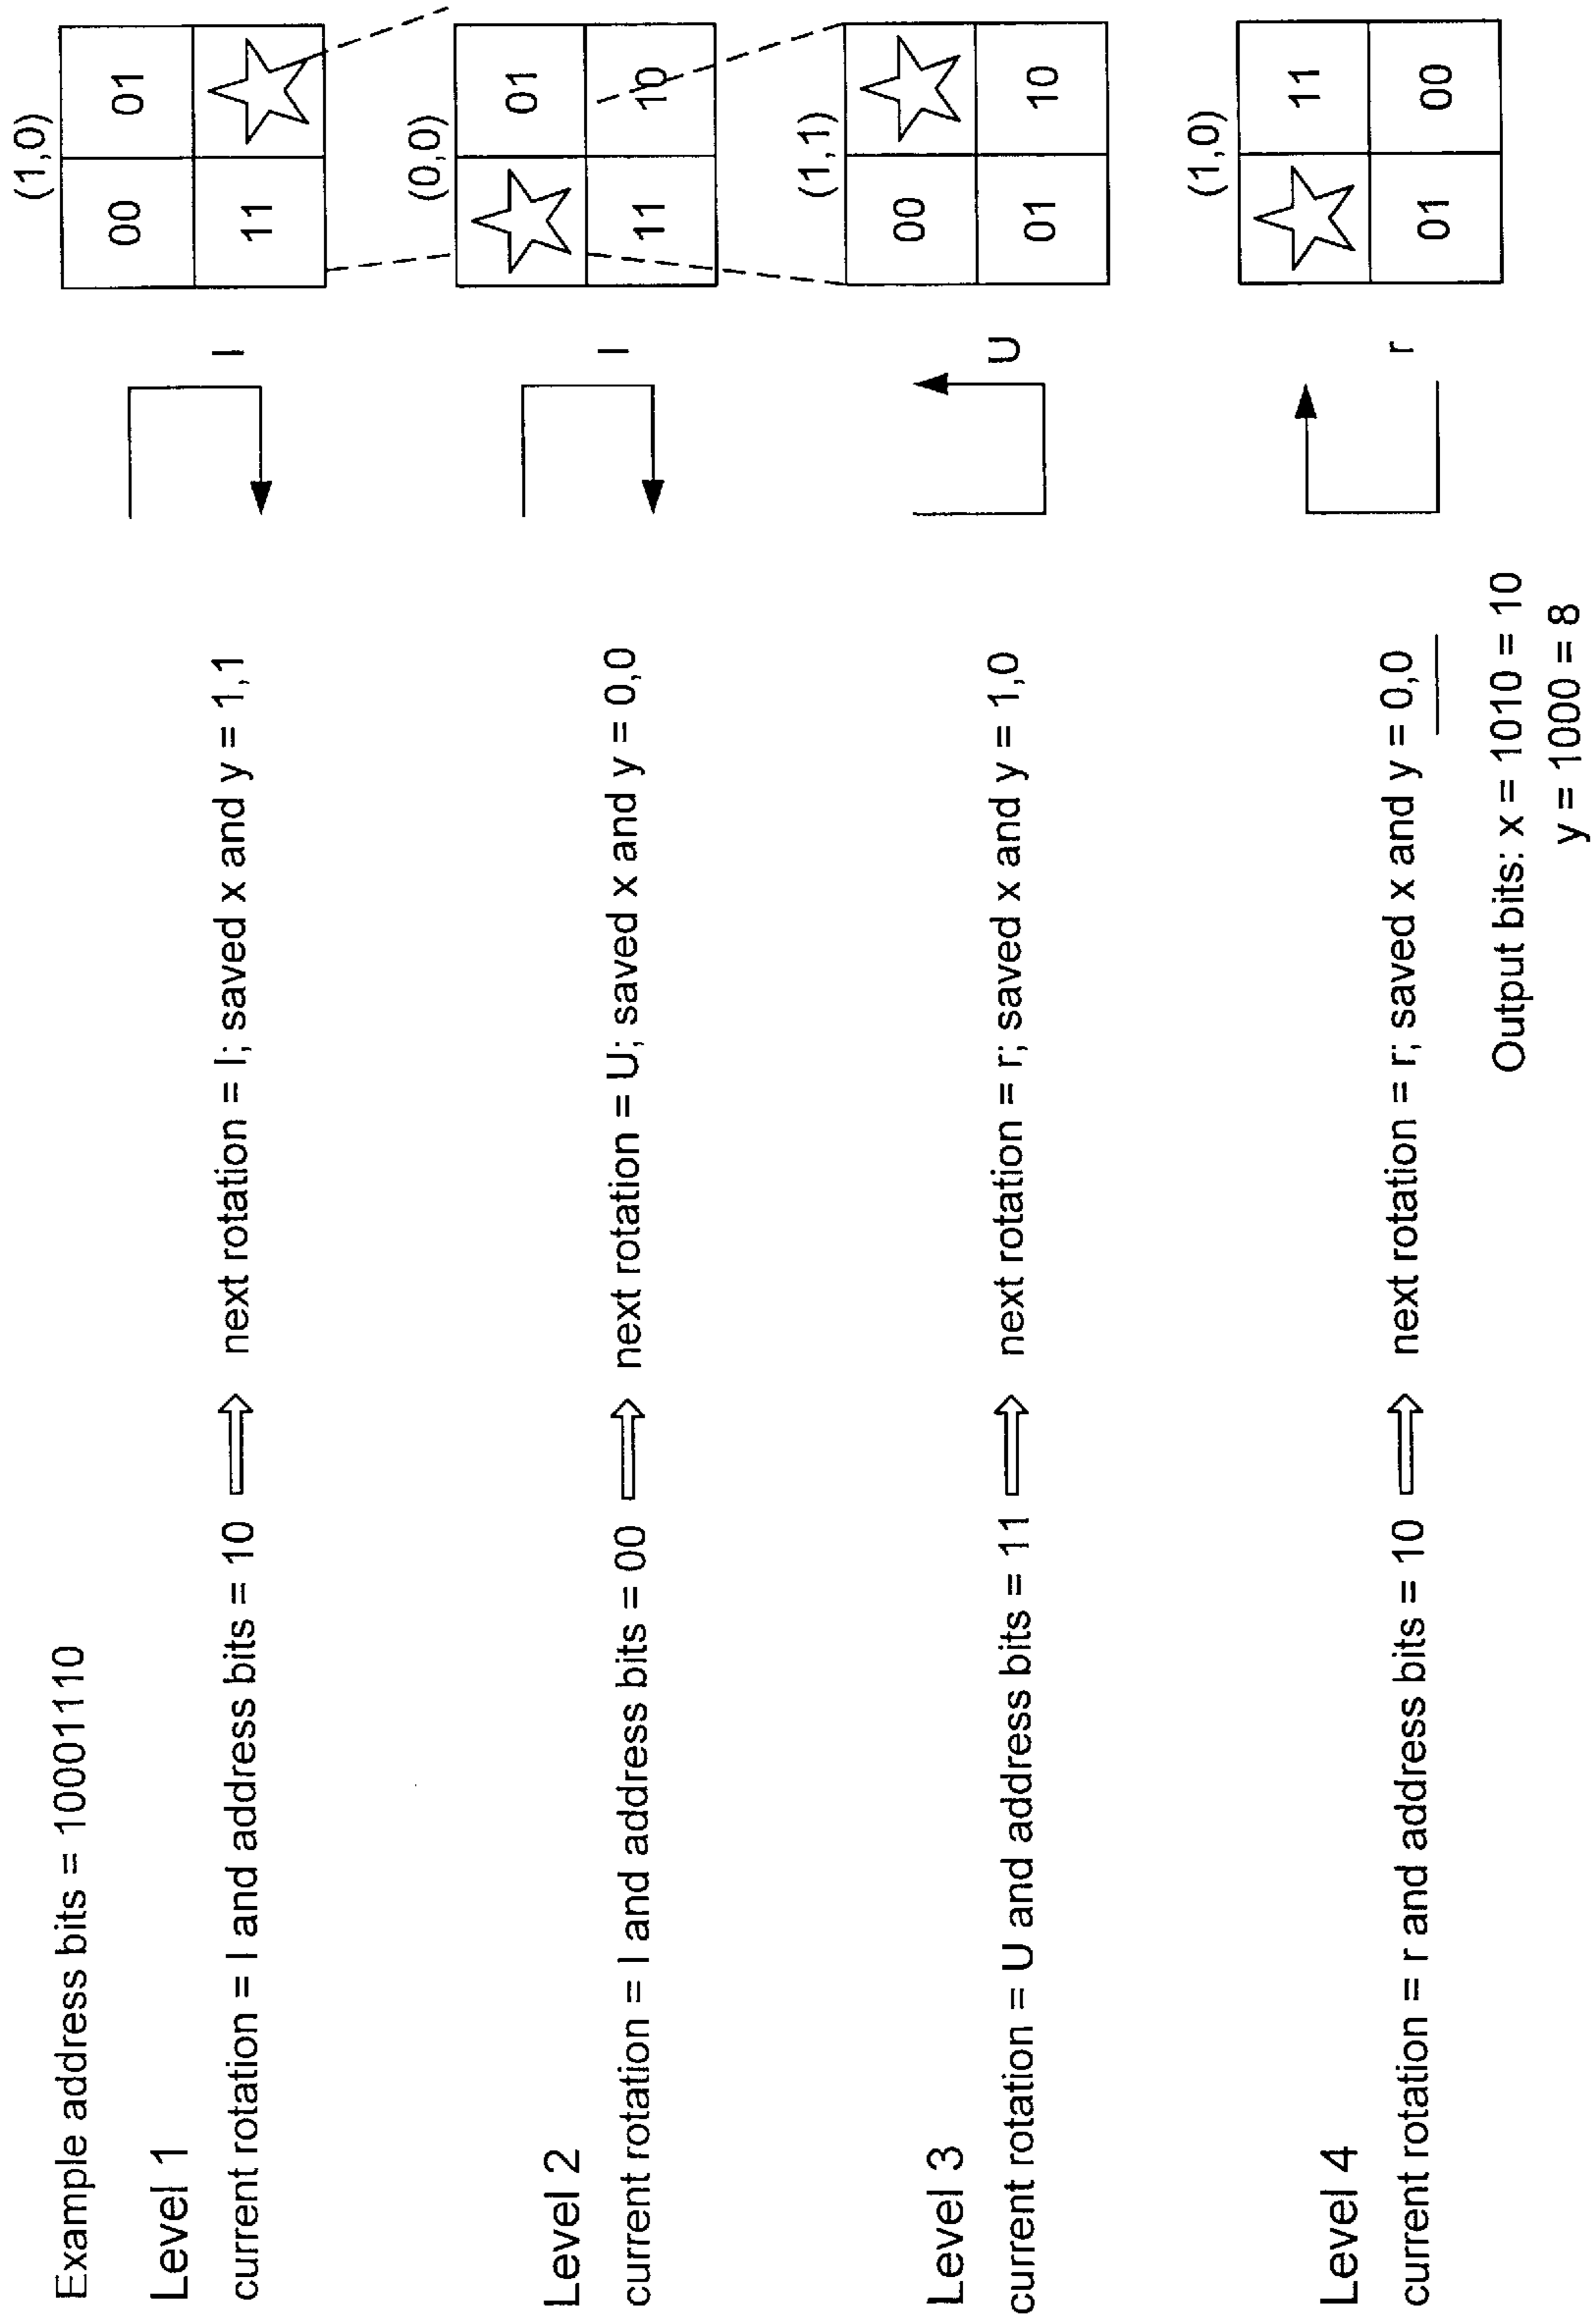 Example address bits = 10001110
(1,0)
Level 1
00 01
current rotation = l and address bits = 10 ⇒ next rotation = l; saved x and y = 1,1
l
11
(0,0)
Level 2
01
current rotation = l and address bits = 00 ⇒ next rotation = U; saved x and y = 0,0
l
11 10
(1,1)
Level 3
00
current rotation = U and address bits = 11 ⇒ next rotation = r; saved x and y = 1,0
U
01 10
(1,0)
Level 4
11
current rotation = r and address bits = 10 ⇒ next rotation = r; saved x and y = 0,0
r
01 00
Output bits: x = 1010 = 10
y = 1000 = 8